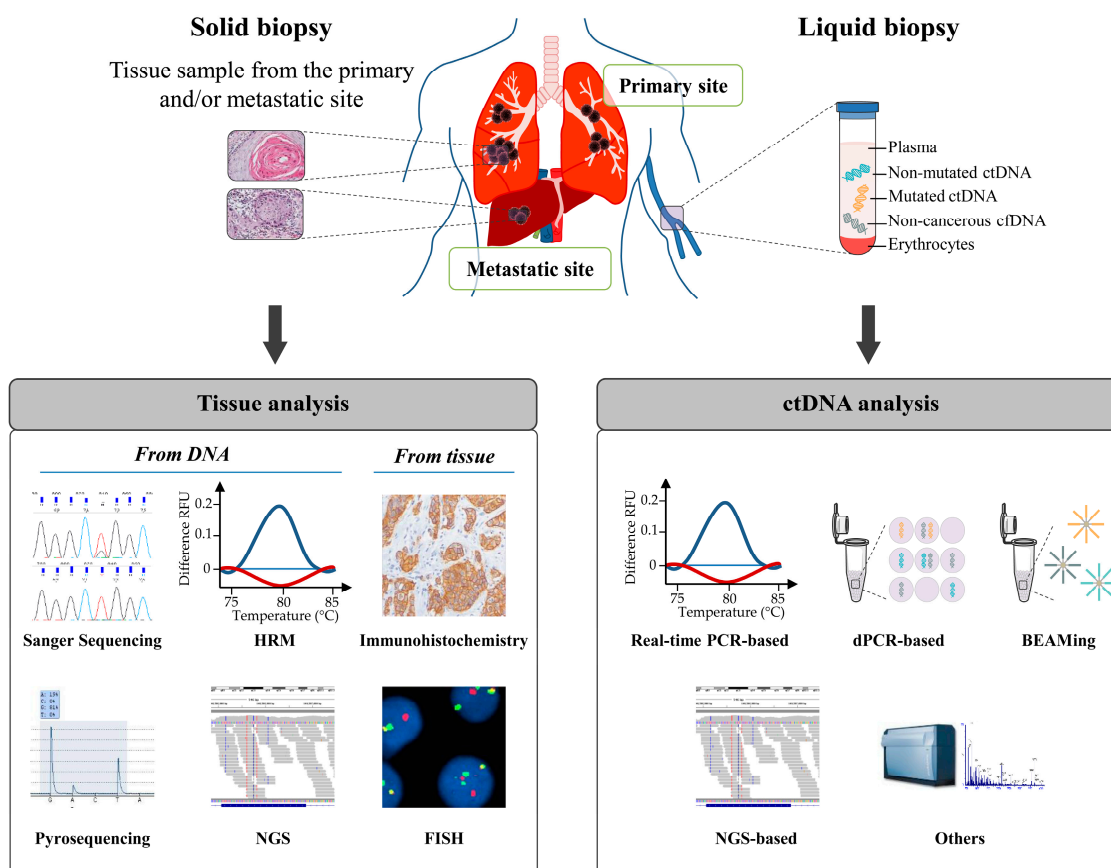 Solid biopsy
Tissue sample from the primary
and/or metastatic site
Liquid biopsy
Primary site
Metastatic site
Plasma
Non-mutated ctDNA
Mutated ctDNA
Non-cancerous cfDNA
Erythrocytes
Tissue analysis
From DNA
From tissue
Difference RFU
0.2
0.1
0
75
80
85
Temperature (°C)
Sanger Sequencing
HRM
Immunohistochemistry
G
A
C
T
A
Pyrosequencing
NGS
FISH
ctDNA analysis
Difference RFU
0.2
0.1
0
75
80
85
Temperature (°C)
Real-time PCR-based
dPCR-based
BEAMing
NGS-based
Others